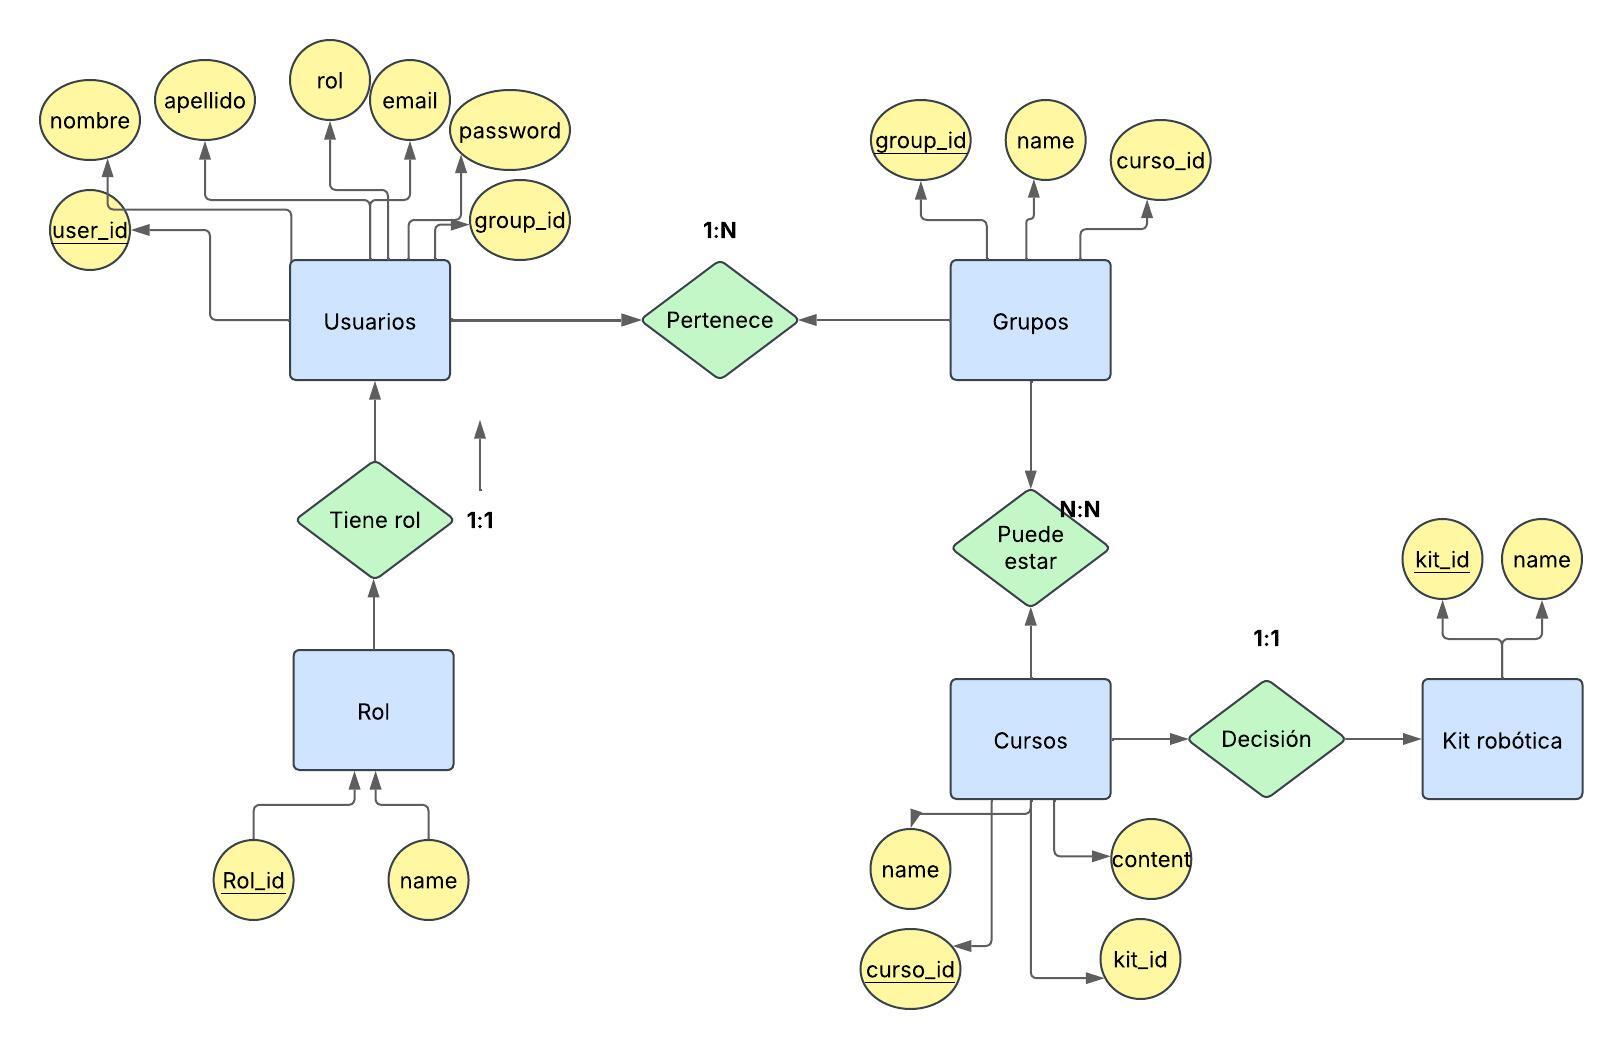 rol
apellido
email
nombre
password
user_id
group_id
Usuarios
1:N
Pertenece
group_id
name
curso_id
Grupos
Tiene rol
1:1
N:N
Puede
estar
Rol
Rol_id
name
Cursos
1:1
Decisión
kit_id
name
Kit robótica
name
content
curso_id
kit_id